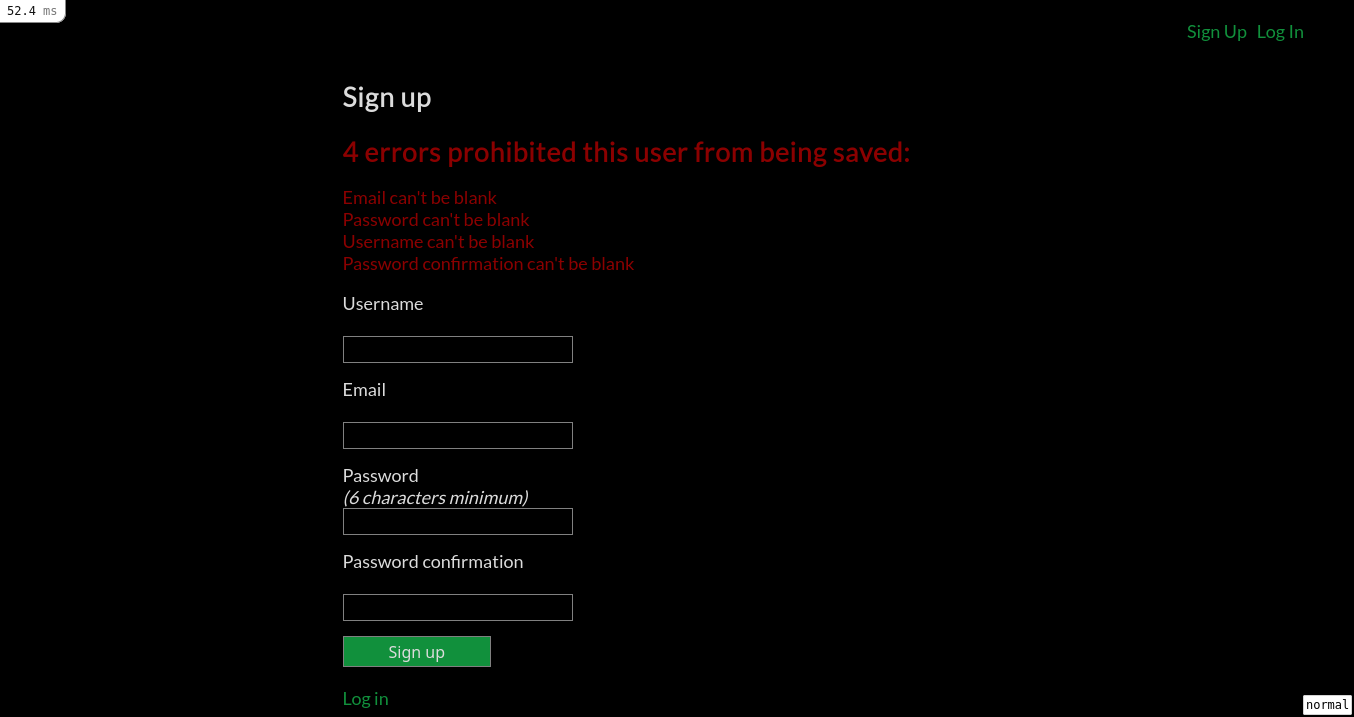 52.4 ms
Sign Up Log In
Sign up
4 errors prohibited this user from being saved:
Email can't be blank
Password can't be blank
Username can't be blank
Password confirmation can't be blank
Username
Email
Password
(6 characters minimum)
Password confirmation
Sign up
Log in
normal